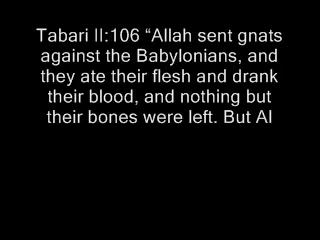 Tabari II:106 “Allah sent gnats
against the Babylonians, and
they ate their flesh and drank
their blood, and nothing but
their bones were left. But Al